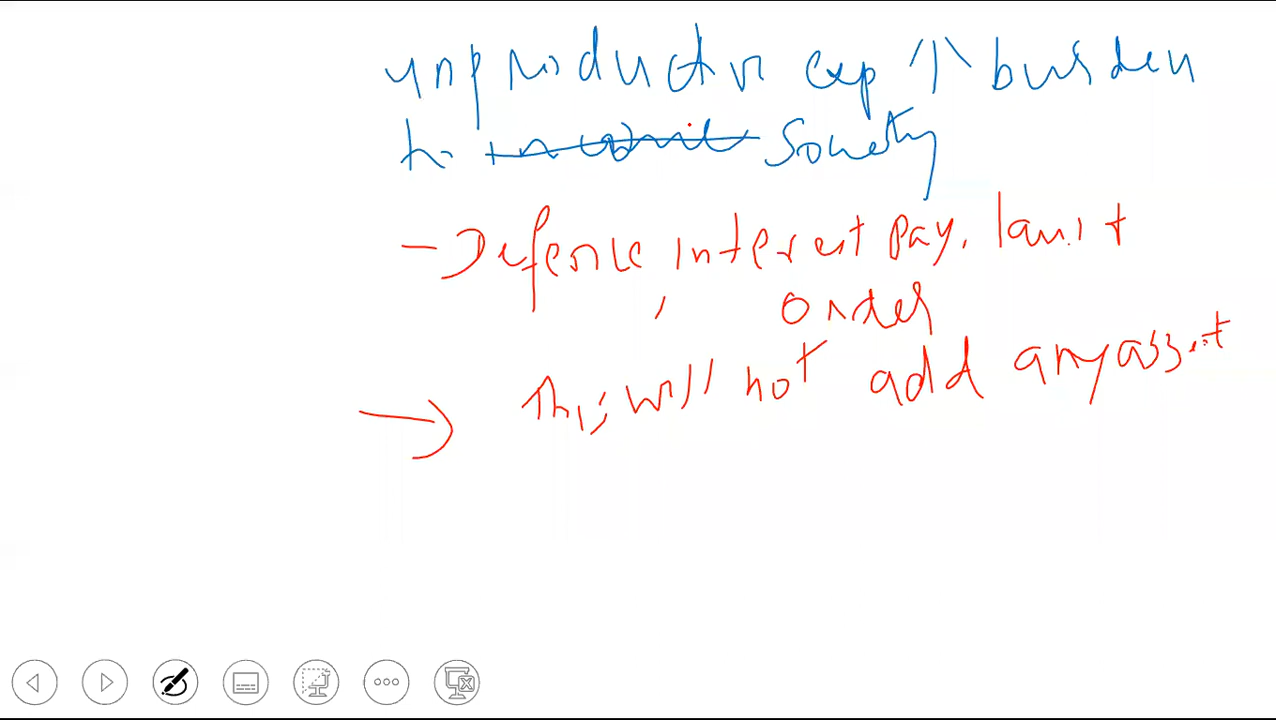 unproductive exp ↑ burden
to society
- Defence, interest pay, law &
order
→ This will not add any asset